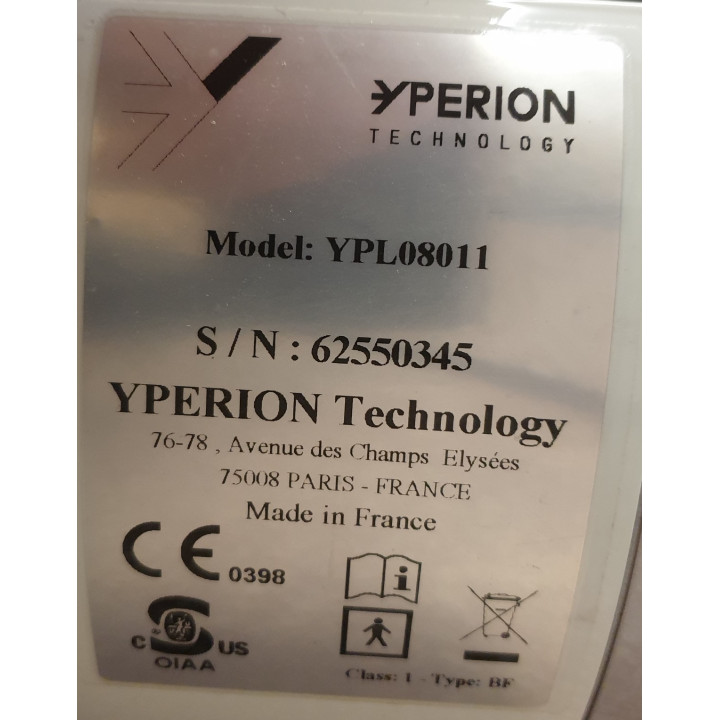 YPERION
TECHNOLOGY
Model: YPL08011
S / N : 62550345
YPERION Technology
76-78 , Avenue des Champs Elysées
75008 PARIS - FRANCE
Made in France
CE 0398
i
C S US
QIAA
Class: I - Type: BF